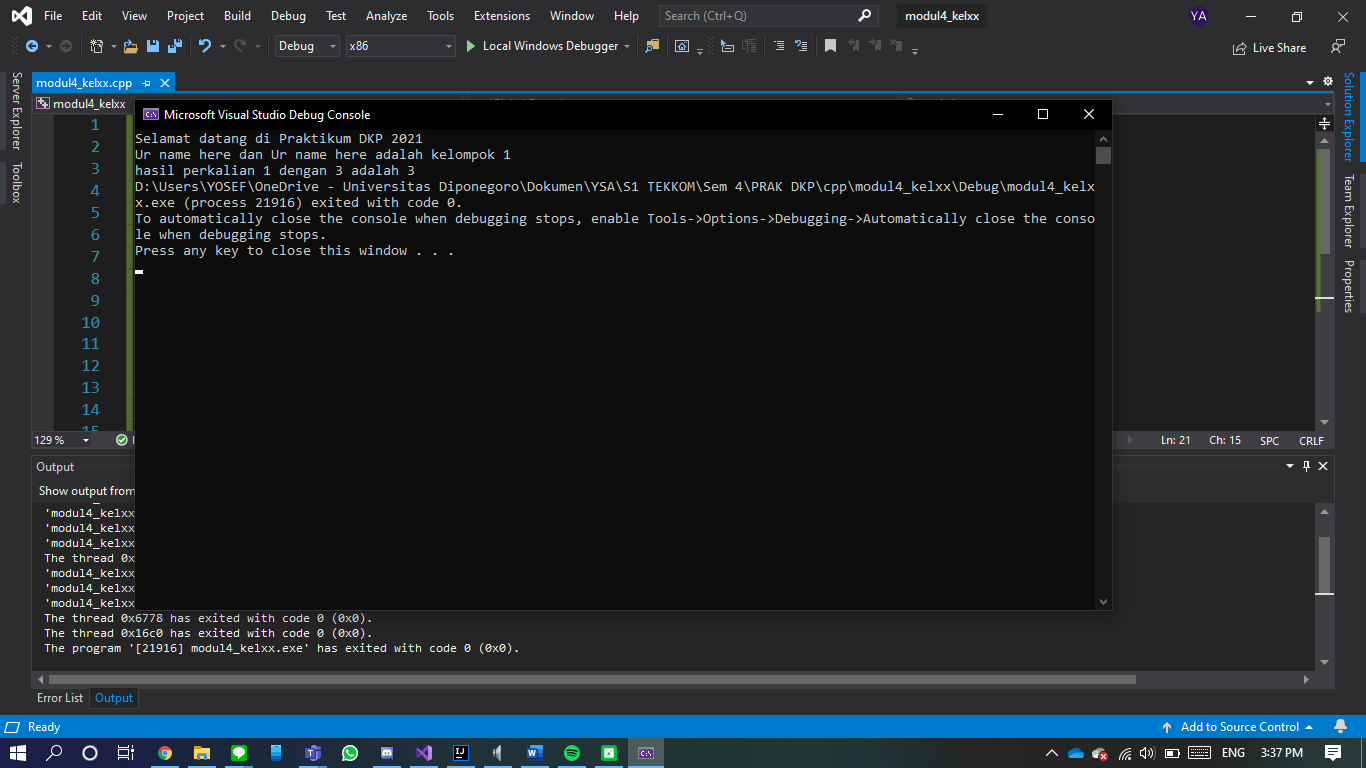 File Edit View Project Build Debug Test Analyze Tools Extensions Window Help Search (Ctrl+Q) modul4_kelxx YA
Debug x86 Local Windows Debugger Live Share
Server Explorer
Toolbox
modul4_kelxx.cpp
modul4_kelxx
1
2
3
4
5
6
7
8
9
10
11
12
13
14
15
Microsoft Visual Studio Debug Console
Selamat datang di Praktikum DKP 2021
Ur name here dan Ur name here adalah kelompok 1
hasil perkalian 1 dengan 3 adalah 3
D:\Users\YOSEF\OneDrive - Universitas Diponegoro\Dokumen\YSA\S1 TEKKOM\Sem 4\PRAK DKP\cpp\modul4_kelxx\Debug\modul4_kelx
x.exe (process 21916) exited with code 0.
To automatically close the console when debugging stops, enable Tools->Options->Debugging->Automatically close the conso
le when debugging stops.
Press any key to close this window . . .
Solution Explorer
Team Explorer
Properties
129 % Ln: 21 Ch: 15 SPC CRLF
Output
Show output from
'modul4_kelxx
'modul4_kelxx
'modul4_kelxx
The thread 0x
'modul4_kelxx
'modul4_kelxx
'modul4_kelxx
The thread 0x6778 has exited with code 0 (0x0).
The thread 0x16c0 has exited with code 0 (0x0).
The program '[21916] modul4_kelxx.exe' has exited with code 0 (0x0).
Error List Output
Ready Add to Source Control
ENG 3:37 PM